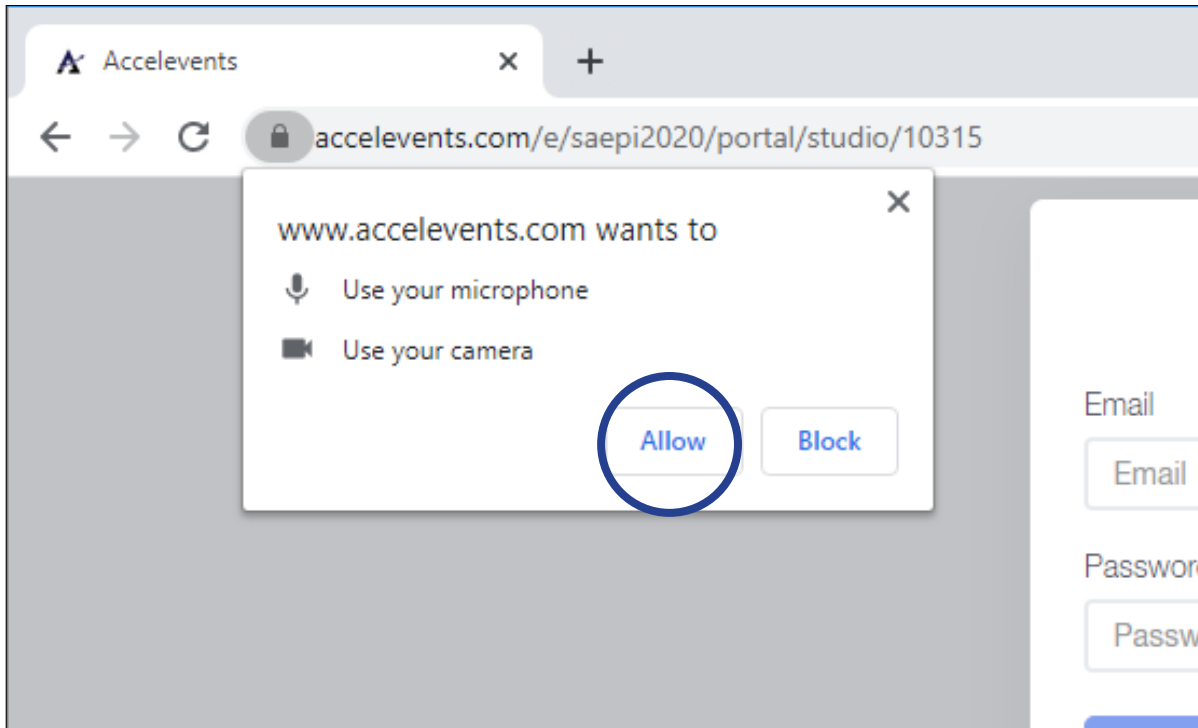 Accelevents
accelevents.com/e/saepi2020/portal/studio/10315
www.accelevents.com wants to
Use your microphone
Use your camera
Allow Block
Email
Email
Passwor
Passw